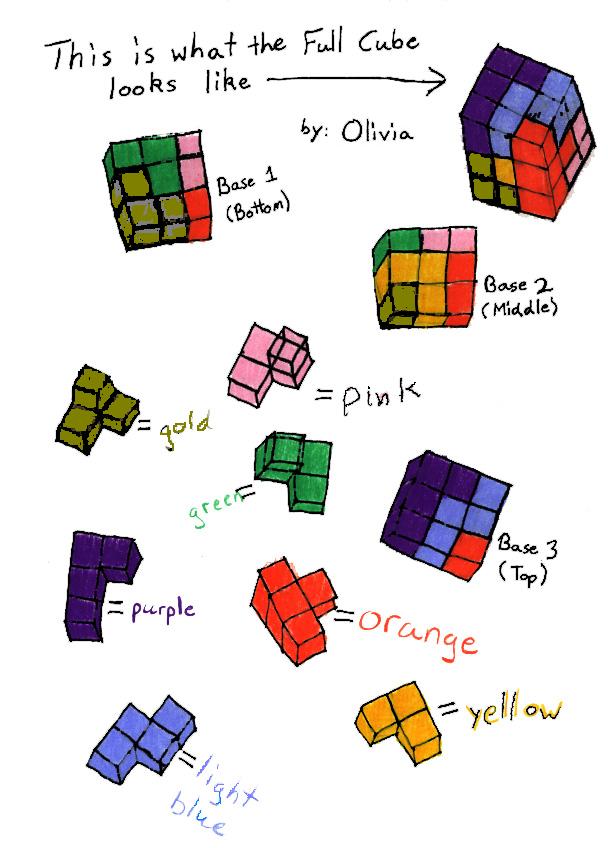 This is what the Full Cube
looks like
by: Olivia
Base 1
(Bottom)
Base 2
(Middle)
= pink
= gold
green=
Base 3
(Top)
= purple
= orange
= yellow
= light
blue